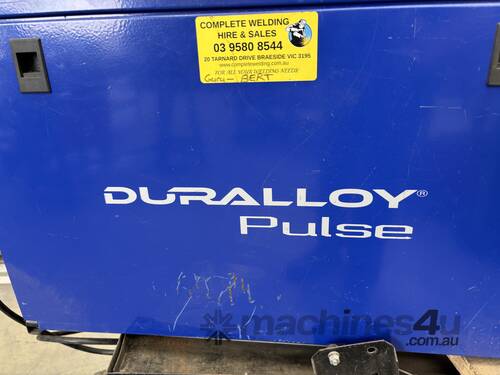 COMPLETE WELDING
HIRE & SALES
03 9580 8544
20 TARNARD DRIVE BRAESIDE VIC 3195
www.completewelding.com.au
FOR ALL YOUR WELDING NEEDS
BERT
DURALLOY®
Pulse
machines4u
.com.au